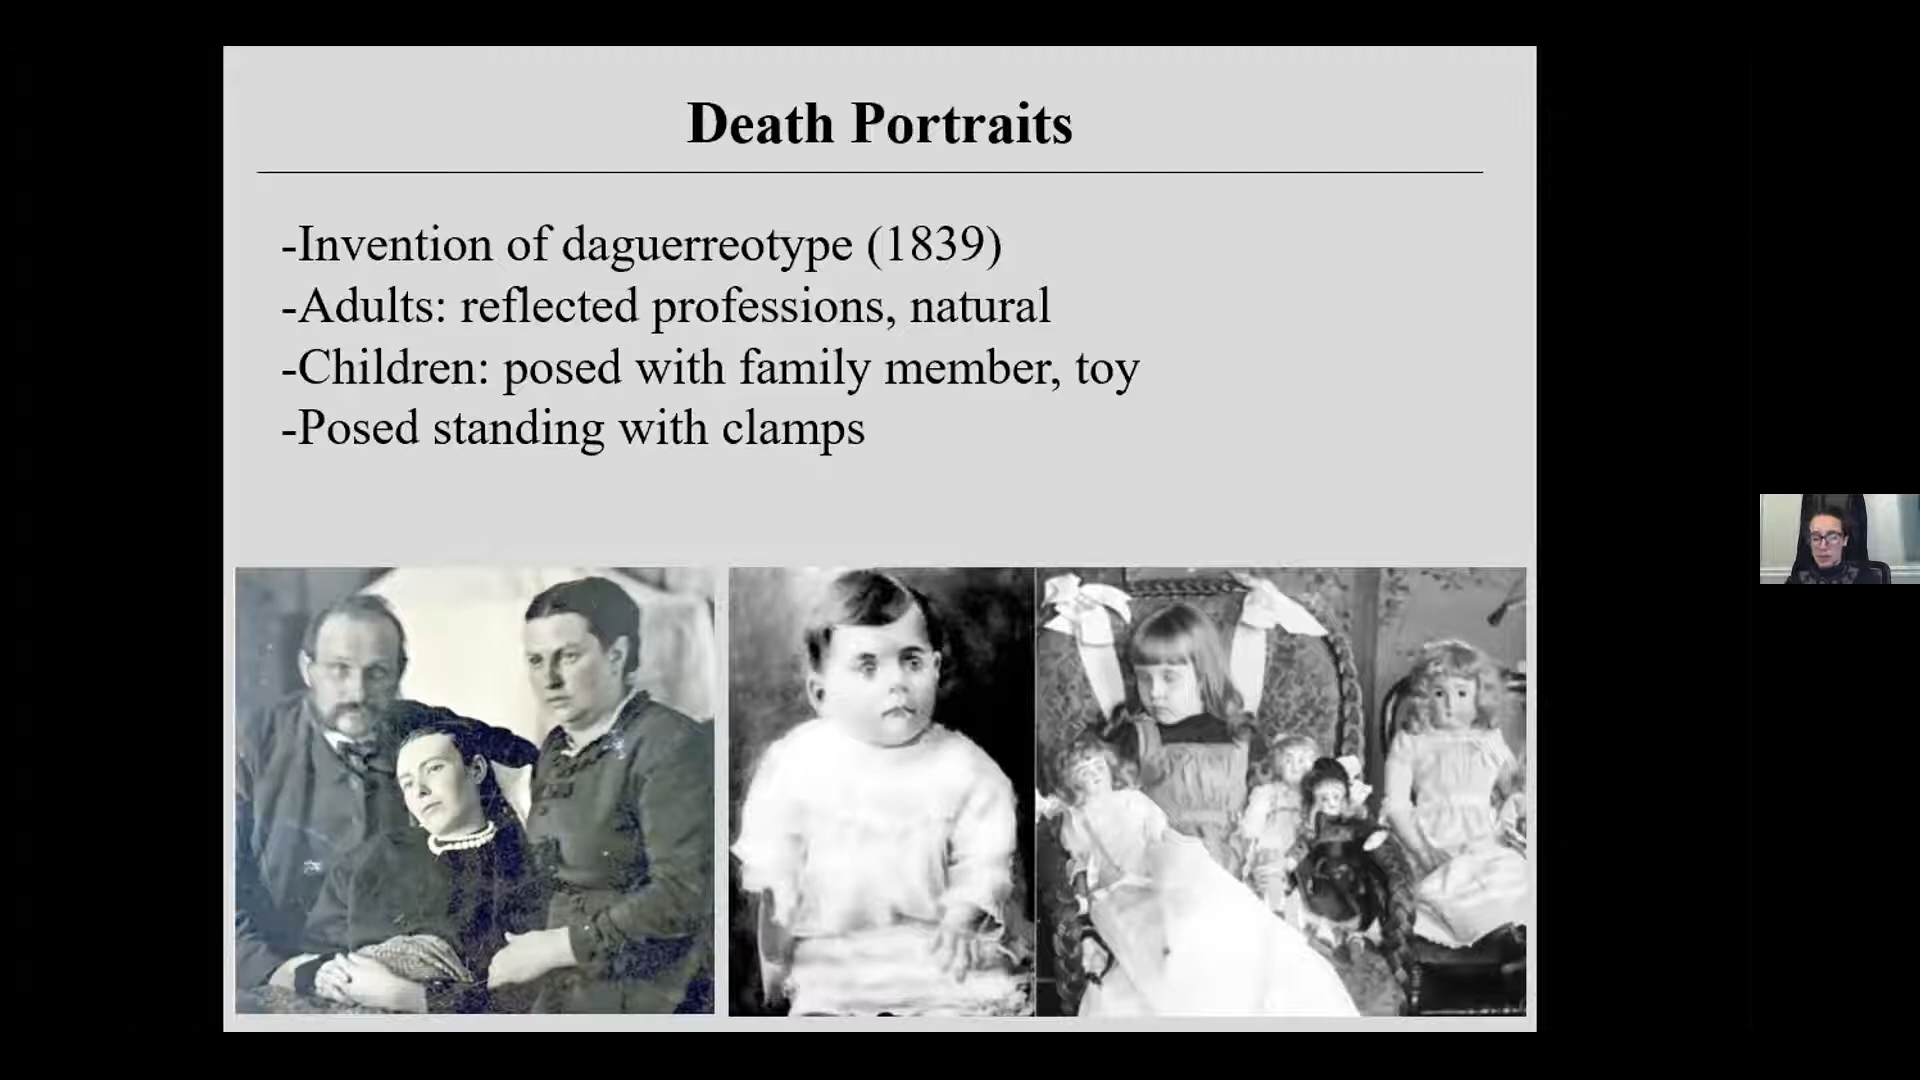 Death Portraits
-Invention of daguerreotype (1839)
-Adults: reflected professions, natural
-Children: posed with family member, toy
-Posed standing with clamps